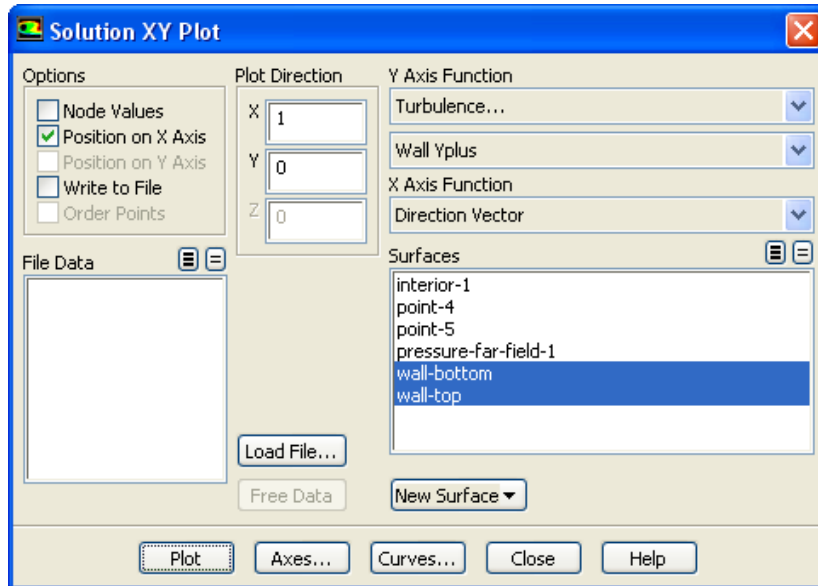 Solution XY Plot
Options
Node Values
Position on X Axis
Position on Y Axis
Write to File
Order Points
Plot Direction
X 1
Y 0
Z 0
Y Axis Function
Turbulence...
Wall Yplus
X Axis Function
Direction Vector
File Data
Surfaces
interior-1
point-4
point-5
pressure-far-field-1
wall-bottom
wall-top
Load File...
Free Data
New Surface
Plot
Axes...
Curves...
Close
Help